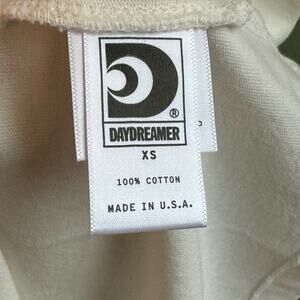 ®
DAYDREAMER
XS
100% COTTON
MADE IN U.S.A.